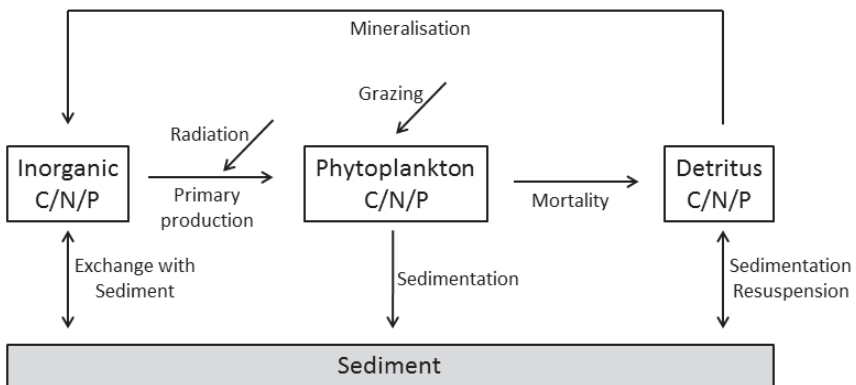 Mineralisation
Grazing
Radiation
Inorganic
C/N/P
Primary
production
Phytoplankton
C/N/P
Mortality
Detritus
C/N/P
Exchange with
Sediment
Sedimentation
Sedimentation
Resuspension
Sediment